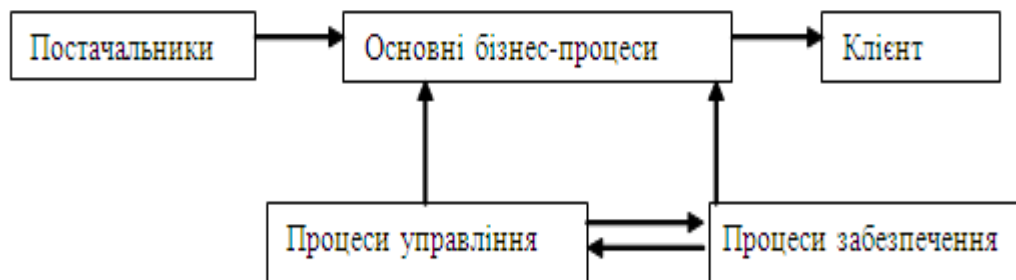 Постачальники
Основні бізнес-процеси
Клієнт
Процеси управління
Процеси забезпечення